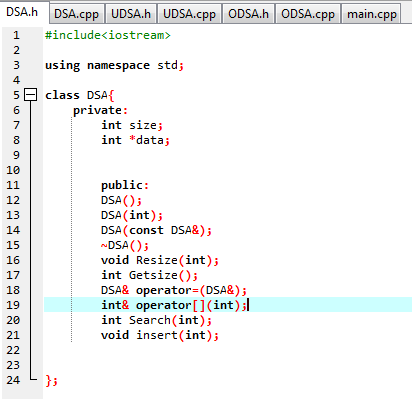 DSA.h DSA.cpp UDSA.h UDSA.cpp ODSA.h ODSA.cpp main.cpp
1 #include<iostream>
2
3 using namespace std;
4
5 class DSA{
6 private:
7 int size;
8 int *data;
9
10
11 public:
12 DSA();
13 DSA(int);
14 DSA(const DSA&);
15 ~DSA();
16 void Resize(int);
17 int Getsize();
18 DSA& operator=(DSA&);
19 int& operator[](int);
20 int Search(int);
21 void insert(int);
22
23
24 };